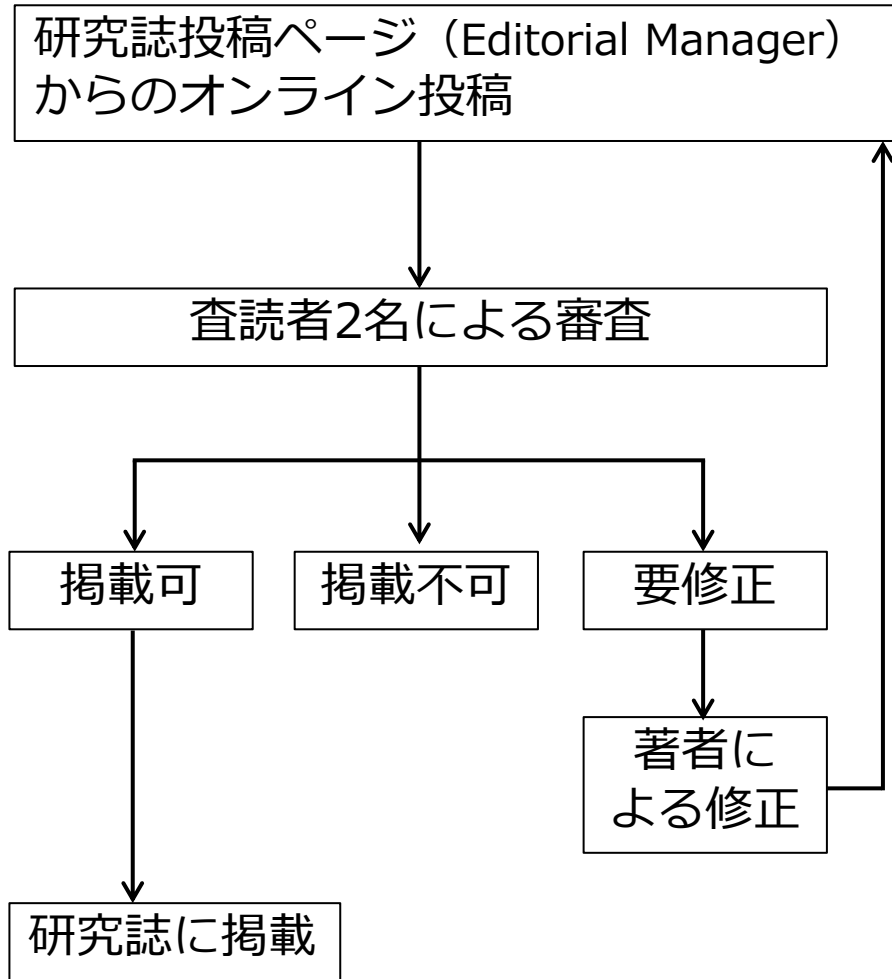 研究誌投稿ページ（Editorial Manager）
からのオンライン投稿
査読者2名による審査
掲載可
掲載不可
要修正
著者に
よる修正
研究誌に掲載